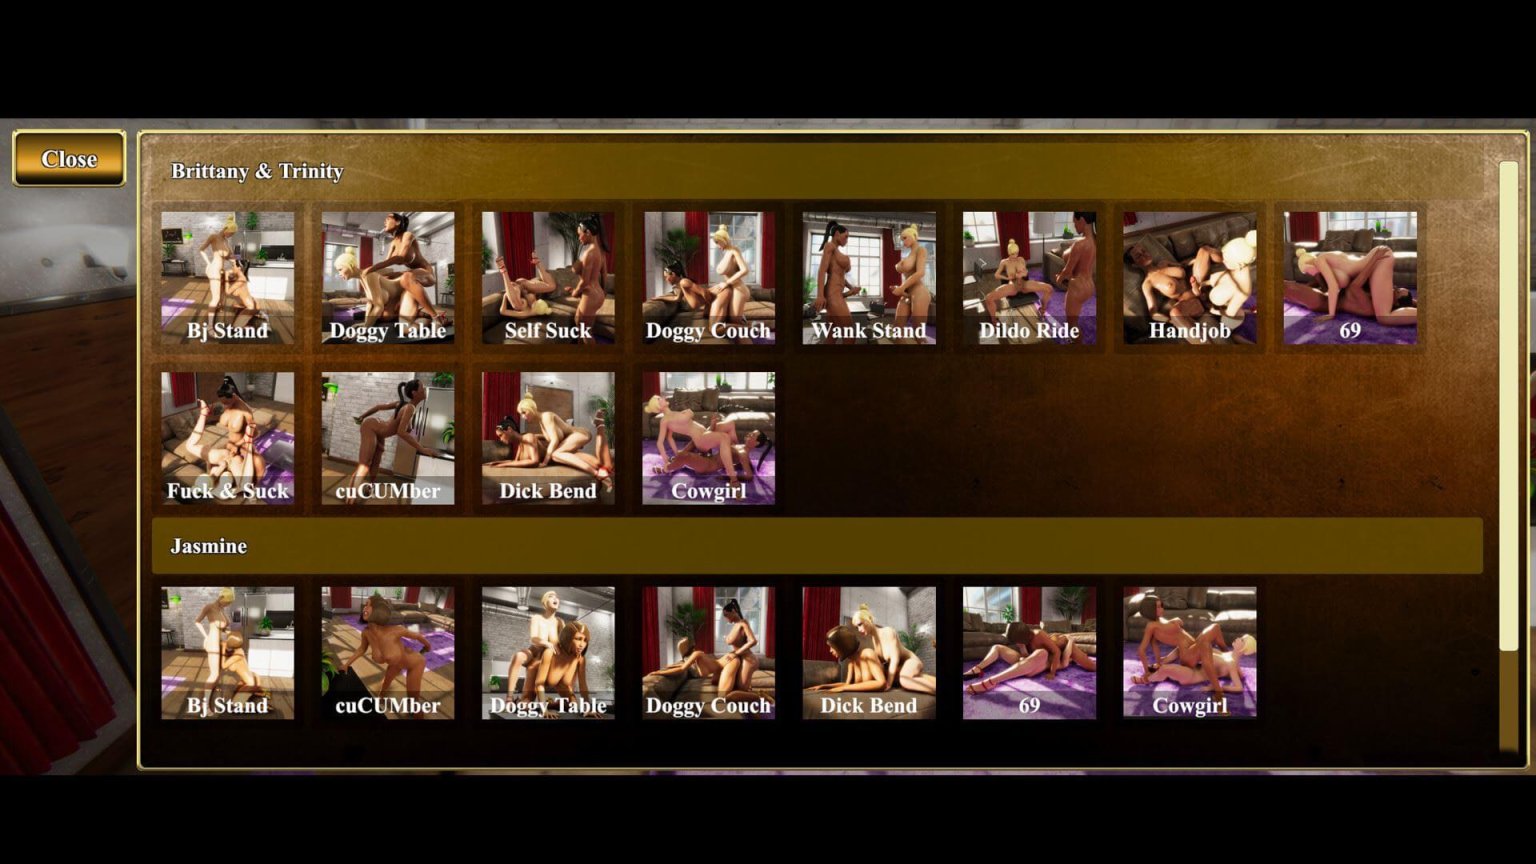 Close
Brittany & Trinity
Bj Stand
Doggy Table
Self Suck
Doggy Couch
Wank Stand
Dildo Ride
Handjob
69
Fuck & Suck
cuCUMber
Dick Bend
Cowgirl
Jasmine
Bj Stand
cuCUMber
Doggy Table
Doggy Couch
Dick Bend
69
Cowgirl